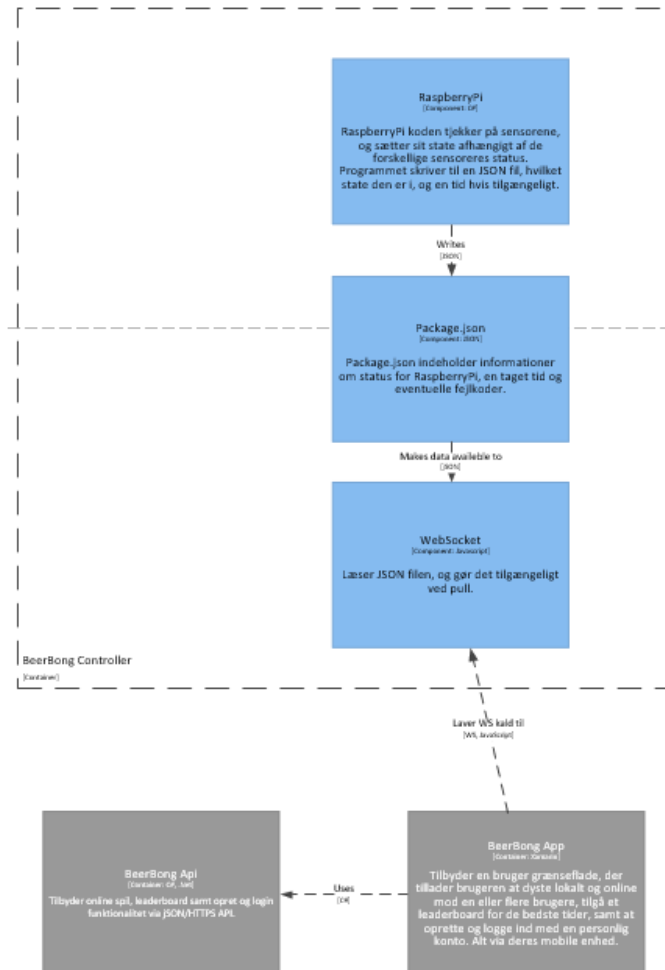 RaspberryPi
[Component: C#]
RaspberryPi koden tjekker på sensorene,
og sætter sit state afhængigt af de
forskellige sensoreres status.
Programmet skriver til en JSON fil, hvilket
state den er i, og en tid hvis tilgængeligt.
Writes
[JSON]
Package.json
[Component: JSON]
Package.json indeholder informationer
om status for RaspberryPi, en taget tid og
eventuelle fejlkoder.
Makes data availeble to
[JSON]
WebSocket
[Component: Javascript]
Læser JSON filen, og gør det tilgængeligt
ved pull.
BeerBong Controller
[Container]
Laver WS kald til
[WS, JavaScript]
BeerBong Api
[Container: C#, .Net]
Tilbyder online spil, leaderboard samt opret og login
funktionalitet via JSON/HTTPS API.
Uses
[C#]
BeerBong App
[Container: Xamarin]
Tilbyder en bruger grænseflade, der
tillader brugeren at dyste lokalt og online
mod en eller flere brugere, tilgå et
leaderboard for de bedste tider, samt at
oprette og logge ind med en personlig
konto. Alt via deres mobile enhed.